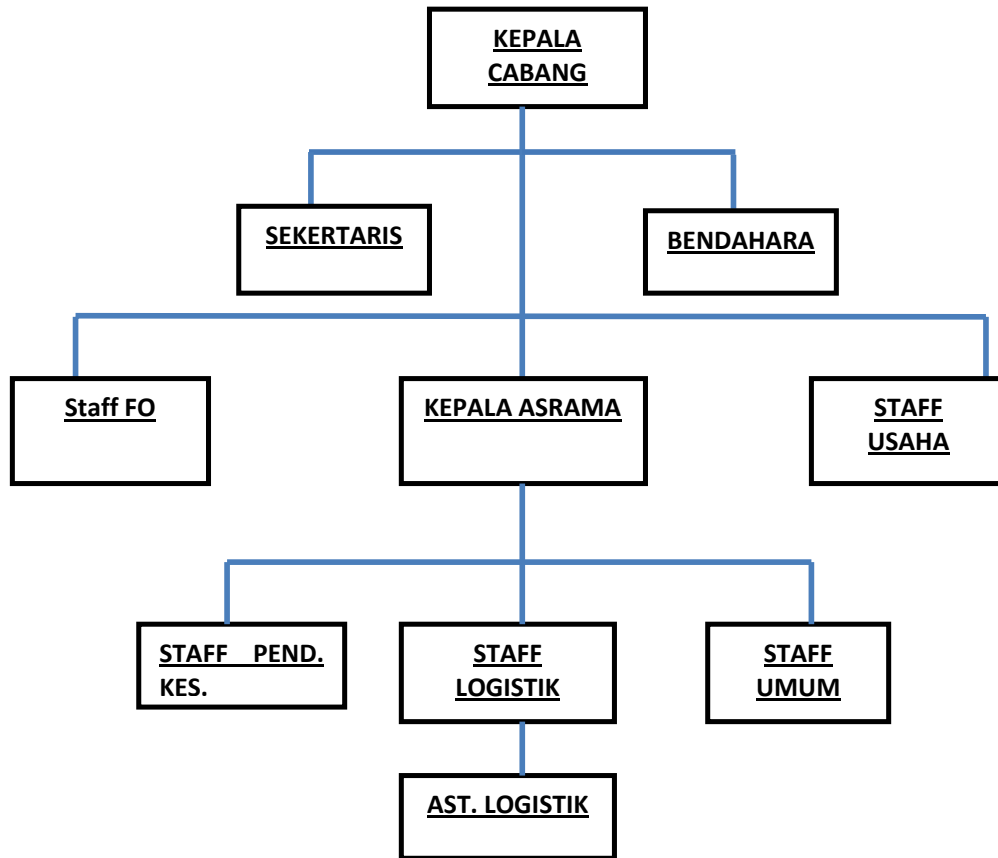 KEPALA
CABANG
SEKERTARIS
BENDAHARA
Staff FO
KEPALA ASRAMA
STAFF
USAHA
STAFF PEND.
KES.
STAFF
LOGISTIK
STAFF
UMUM
AST. LOGISTIK